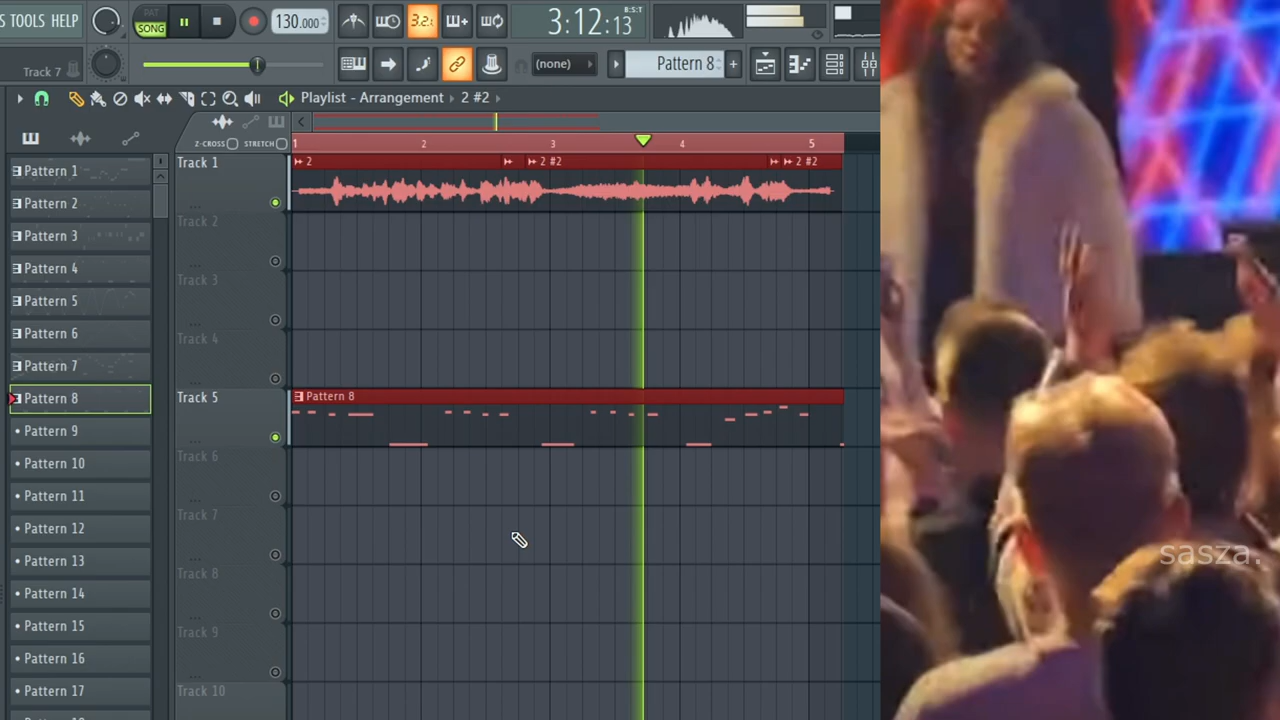 S TOOLS HELP
PAT
SONG
130.000
3.2.
3:12:13
B:S:T
Track 7
(none)
Pattern 8
Playlist - Arrangement
2 #2
Z-CROSS
STRETCH
1
2
3
4
5
Pattern 1
Pattern 2
Pattern 3
Pattern 4
Pattern 5
Pattern 6
Pattern 7
Pattern 8
Pattern 9
Pattern 10
Pattern 11
Pattern 12
Pattern 13
Pattern 14
Pattern 15
Pattern 16
Pattern 17
Track 1
Track 2
Track 3
Track 4
Track 5
Track 6
Track 7
Track 8
Track 9
Track 10
2
2 #2
2 #2
Pattern 8
sasza.